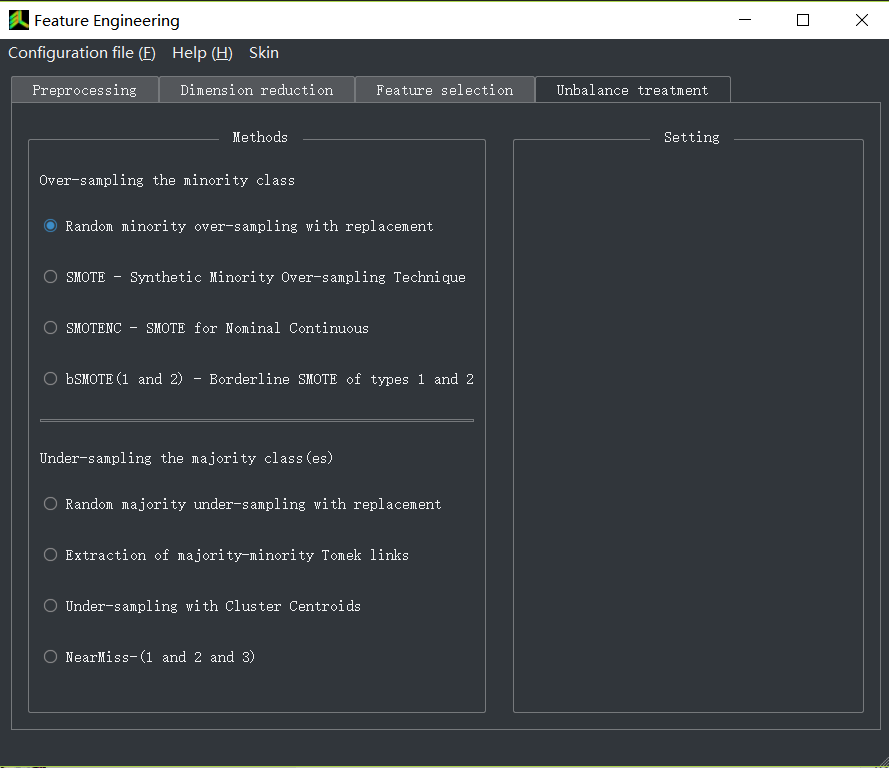 Feature Engineering
Configuration file (F) Help (H) Skin
Preprocessing Dimension reduction Feature selection Unbalance treatment
Methods
Over-sampling the minority class
Random minority over-sampling with replacement
SMOTE - Synthetic Minority Over-sampling Technique
SMOTENC - SMOTE for Nominal Continuous
bSMOTE(1 and 2) - Borderline SMOTE of types 1 and 2
Under-sampling the majority class(es)
Random majority under-sampling with replacement
Extraction of majority-minority Tomek links
Under-sampling with Cluster Centroids
NearMiss-(1 and 2 and 3)
Setting